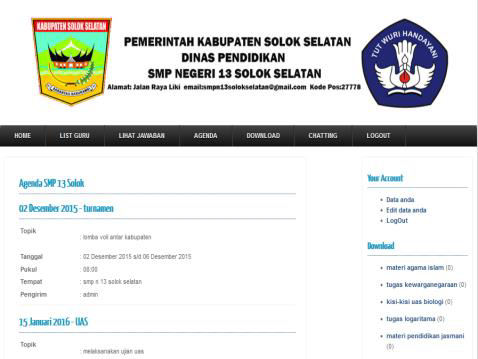 KABUPATEN SOLOK SELATAN
TUT WURI HANDAYANI
PEMERINTAH KABUPATEN SOLOK SELATAN
DINAS PENDIDIKAN
SMP NEGERI 13 SOLOK SELATAN
Alamat: Jalan Raya Liki email:smpn13solokselatan@gmail.com Kode Pos:27778
HOME LIST GURU LIHAT JAWABAN AGENDA DOWNLOAD CHATTING LOGOUT
Agenda SMP 13 Solok
02 Desember 2015 - turnamen
Topik
: lomba voli antar kabupaten
Tanggal : 02 Desember 2015 s/d 06 Desember 2015
Pukul : 08:00
Tempat : smp n 13 solok selatan
Pengirim : admin
15 Januari 2016 - UAS
Topik
: melaksanakan ujian uas
Your Account
Data anda
Edit data anda
LogOut
Download
materi agama islam (0)
tugas kewarganegaraan (0)
kisi-kisi uas biologi (0)
tugas logaritama (0)
materi pendidikan jasmani
(0)